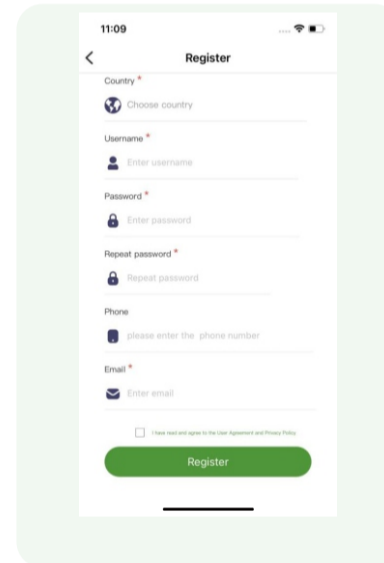 11:09
Register
Country *
Choose country
Username *
Enter username
Password *
Enter password
Repeat password *
Repeat password
Phone
please enter the phone number
Email *
Enter email
I have read and agree to the User Agreement and Privacy Policy
Register